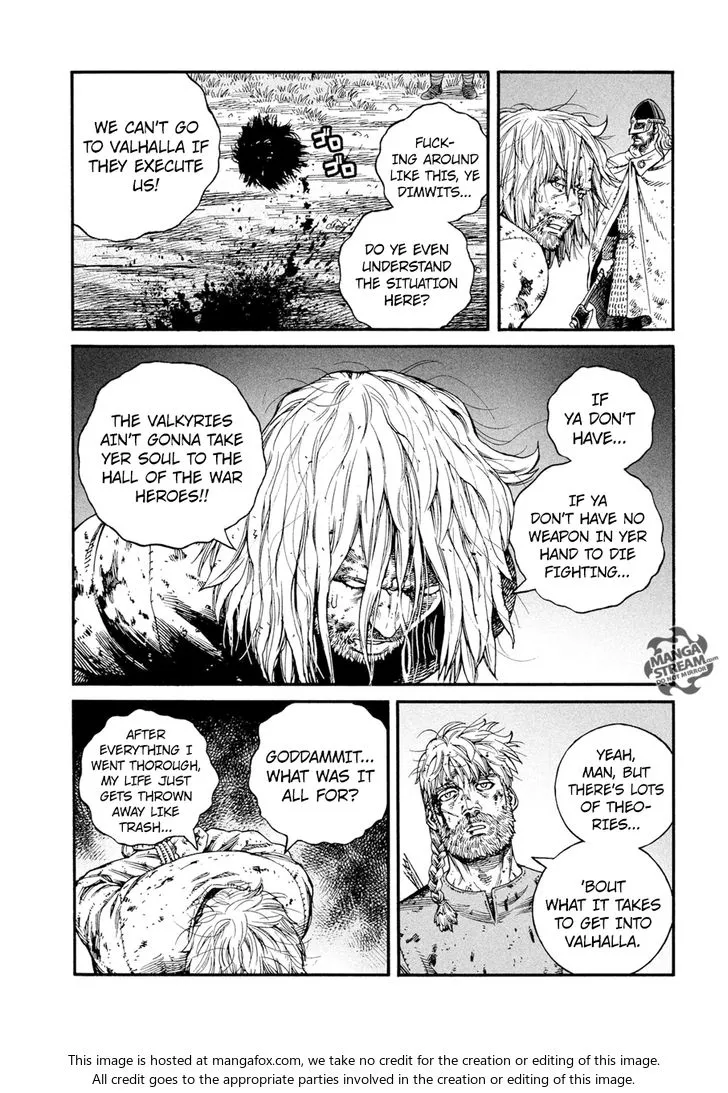 FUCK-
ING AROUND
LIKE THIS, YE
DIMWITS...
DO YE EVEN
UNDERSTAND
THE SITUATION
HERE?
ゴロ
ゴロ
WE CAN'T GO
TO VALHALLA IF
THEY EXECUTE
US!
IF
YA DON'T
HAVE...
IF YA
DON'T HAVE NO
WEAPON IN YER
HAND TO DIE
FIGHTING...
THE VALKYRIES
AIN'T GONNA TAKE
YER SOUL TO THE
HALL OF THE WAR
HEROES!!
MANGA
STREAM.com
DO NOT MIRROR
YEAH,
MAN, BUT
THERE'S LOTS
OF THEO-
RIES...
'BOUT
WHAT IT TAKES
TO GET INTO
VALHALLA.
GODDAMMIT...
WHAT WAS IT
ALL FOR?
AFTER
EVERYTHING I
WENT THOROUGH,
MY LIFE JUST
GETS THROWN
AWAY LIKE
TRASH...
This image is hosted at mangafox.com, we take no credit for the creation or editing of this image.
All credit goes to the appropriate parties involved in the creation or editing of this image.